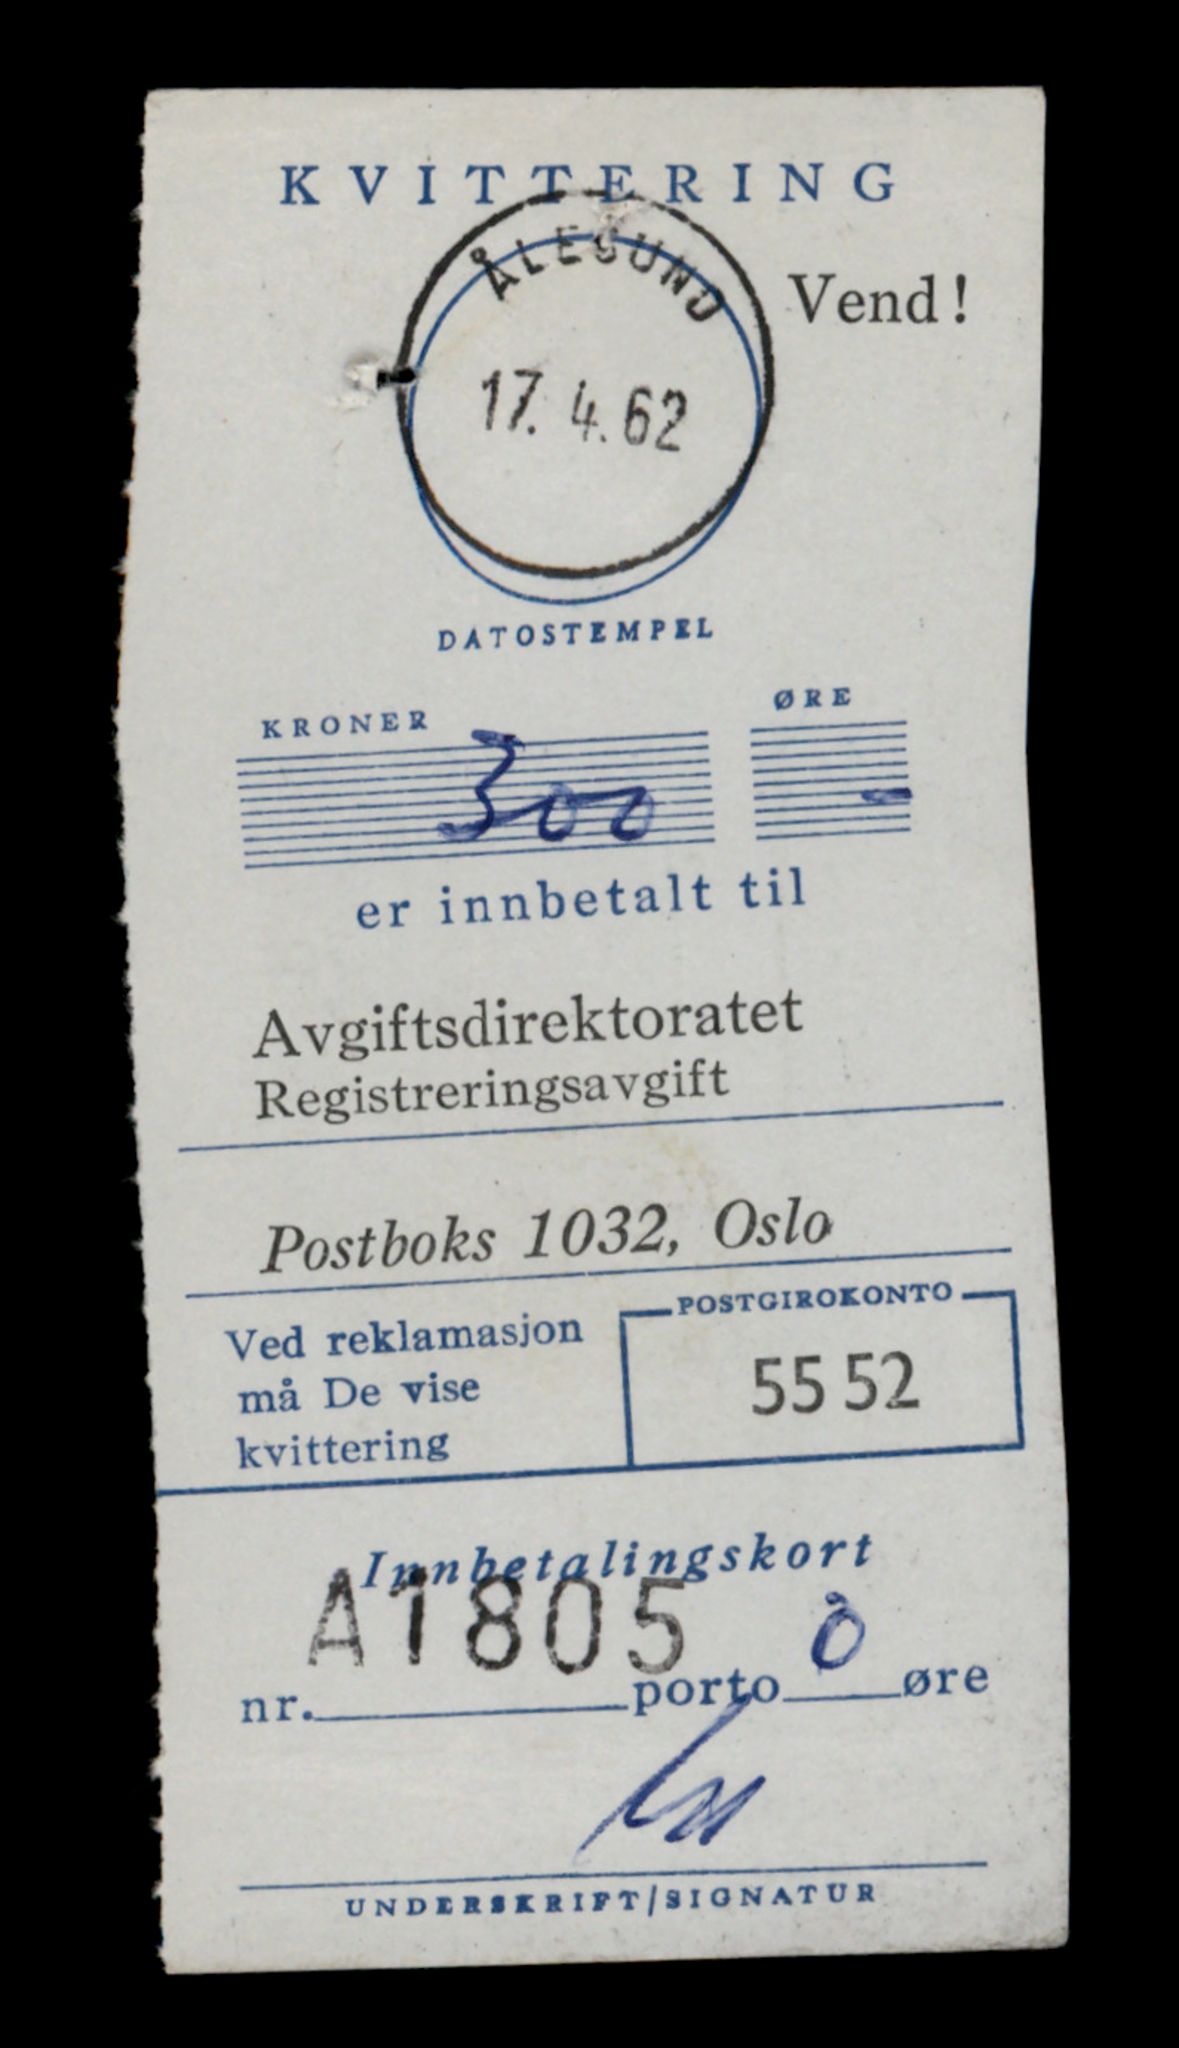 KVITTERING
ÅLESUND
Vend!
17. 4. 62
DATOSTEMPEL
KRONER ØRE
300 -
er innbetalt til
Avgiftsdirektoratet
Registreringsavgift
Postboks 1032, Oslo
Ved reklamasjon
må De vise
kvittering
POSTGIROKONTO
55 52
Innbetalingskort
A1805
nr. porto ø øre
UNDERSKRIFT/SIGNATUR